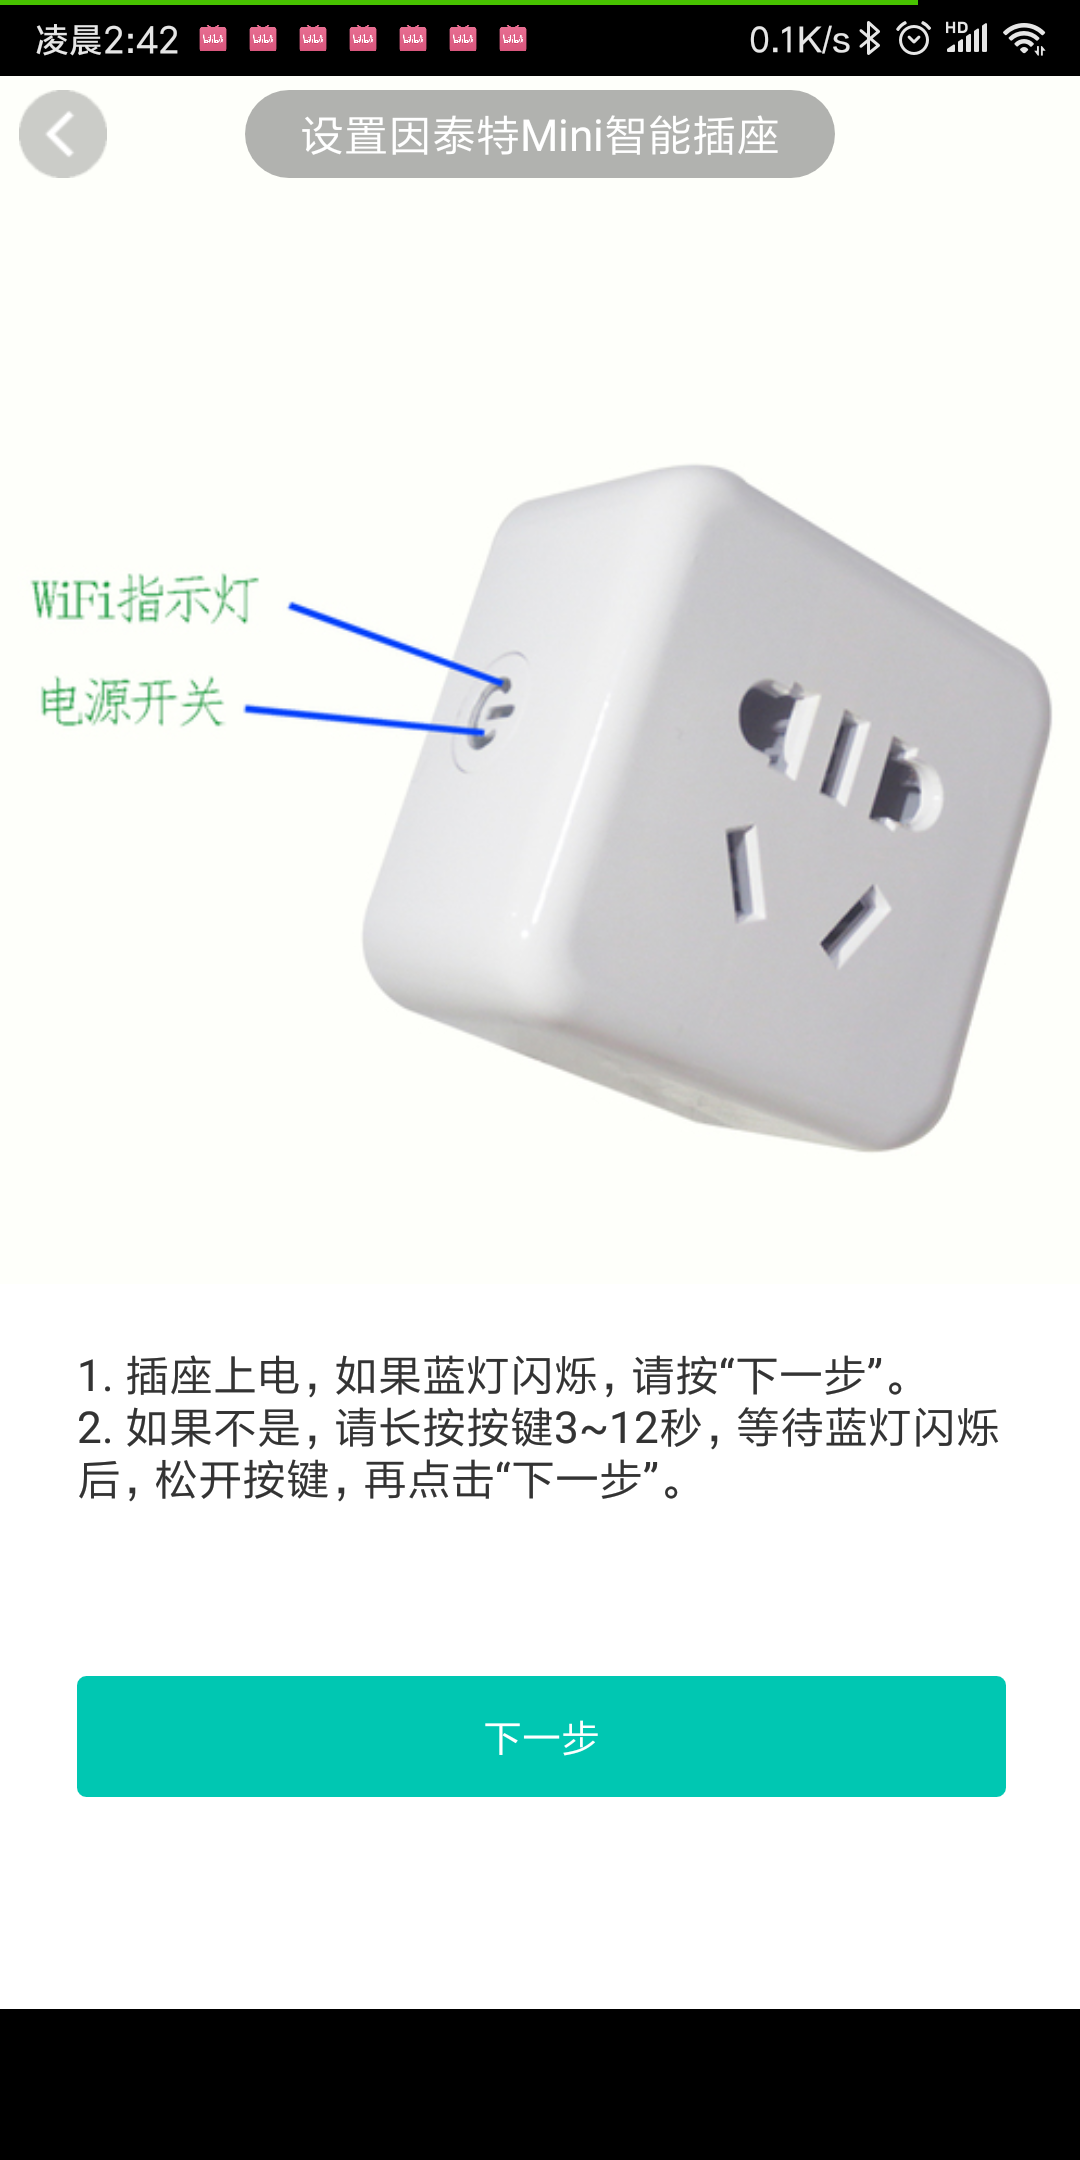 凌晨2:42
0.1K/s
HD
设置因泰特Mini智能插座
WiFi指示灯
电源开关
1. 插座上电，如果蓝灯闪烁，请按“下一步”。
2. 如果不是，请长按按键3~12秒，等待蓝灯闪烁
后，松开按键，再点击“下一步”。
下一步